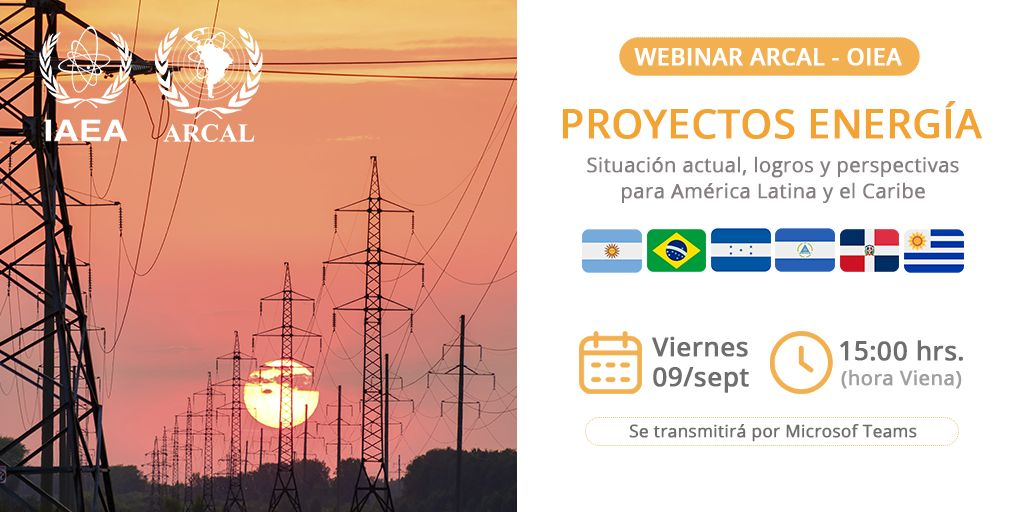 IAEA
ARCAL
WEBINAR ARCAL - OIEA
PROYECTOS ENERGÍA
Situación actual, logros y perspectivas
para América Latina y el Caribe
Viernes
09/sept
15:00 hrs.
(hora Viena)
Se transmitirá por Microsof Teams